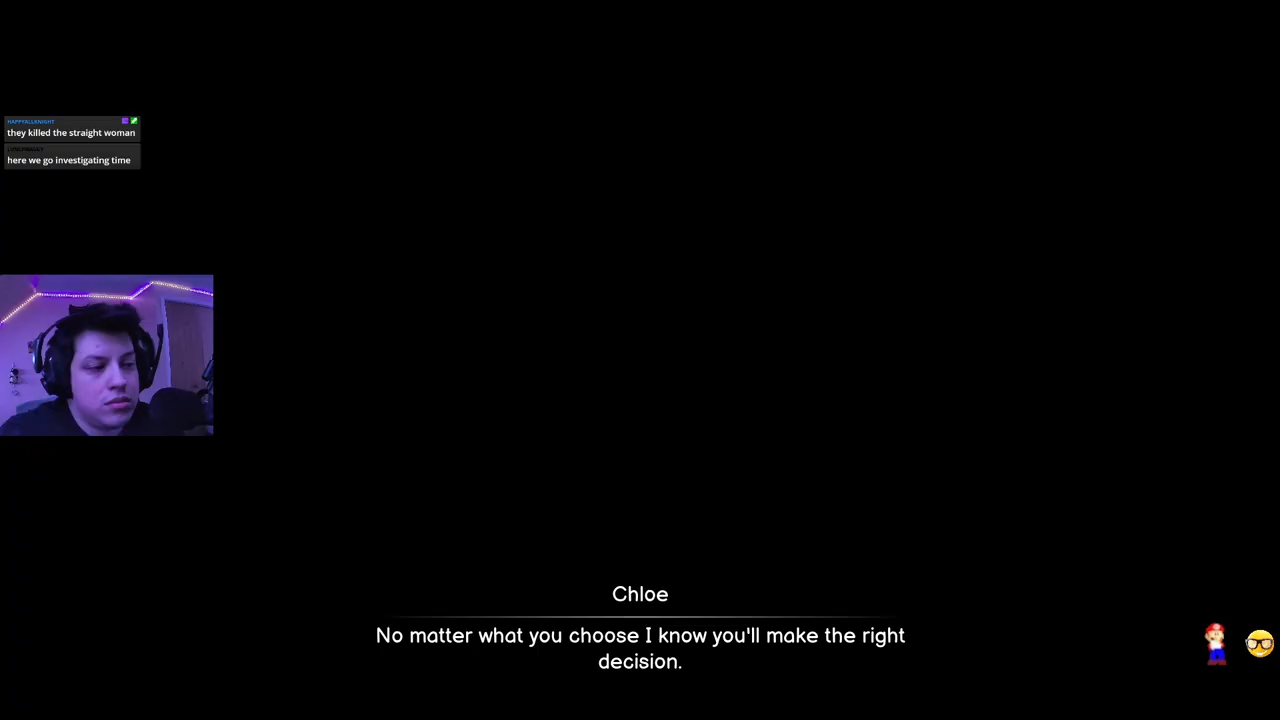 HAPPYALLKNIGHT
they killed the straight woman
here we go investigating time
Chloe
No matter what you choose I know you'll make the right
decision.